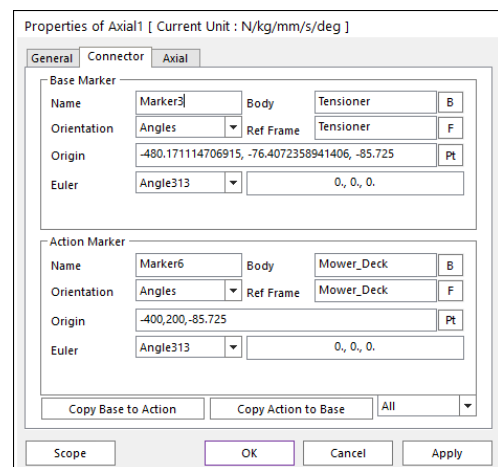 Properties of Axial1 [ Current Unit : N/kg/mm/s/deg ]
General Connector Axial
Base Marker
Name Marker3 Body Tensioner B
Orientation Angles Ref Frame Tensioner F
Origin -480.171114706915, -76.4072358941406, -85.725 Pt
Euler Angle313 0., 0., 0.
Action Marker
Name Marker6 Body Mower_Deck B
Orientation Angles Ref Frame Mower_Deck F
Origin -400,200,-85.725 Pt
Euler Angle313 0., 0., 0.
Copy Base to Action Copy Action to Base All
Scope OK Cancel Apply